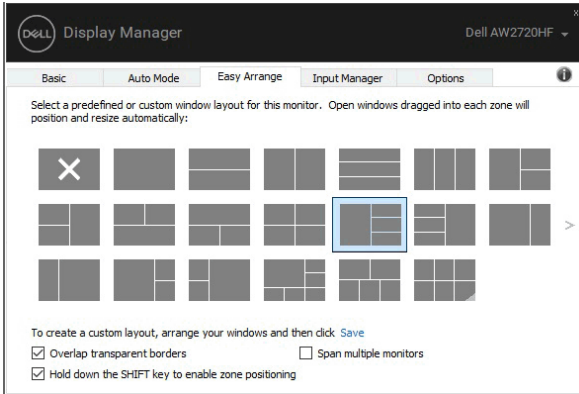 DELL Display Manager
Dell AW2720HF
Basic
Auto Mode
Easy Arrange
Input Manager
Options
Select a predefined or custom window layout for this monitor. Open windows dragged into each zone will
position and resize automatically:
To create a custom layout, arrange your windows and then click Save
Overlap transparent borders
Span multiple monitors
Hold down the SHIFT key to enable zone positioning